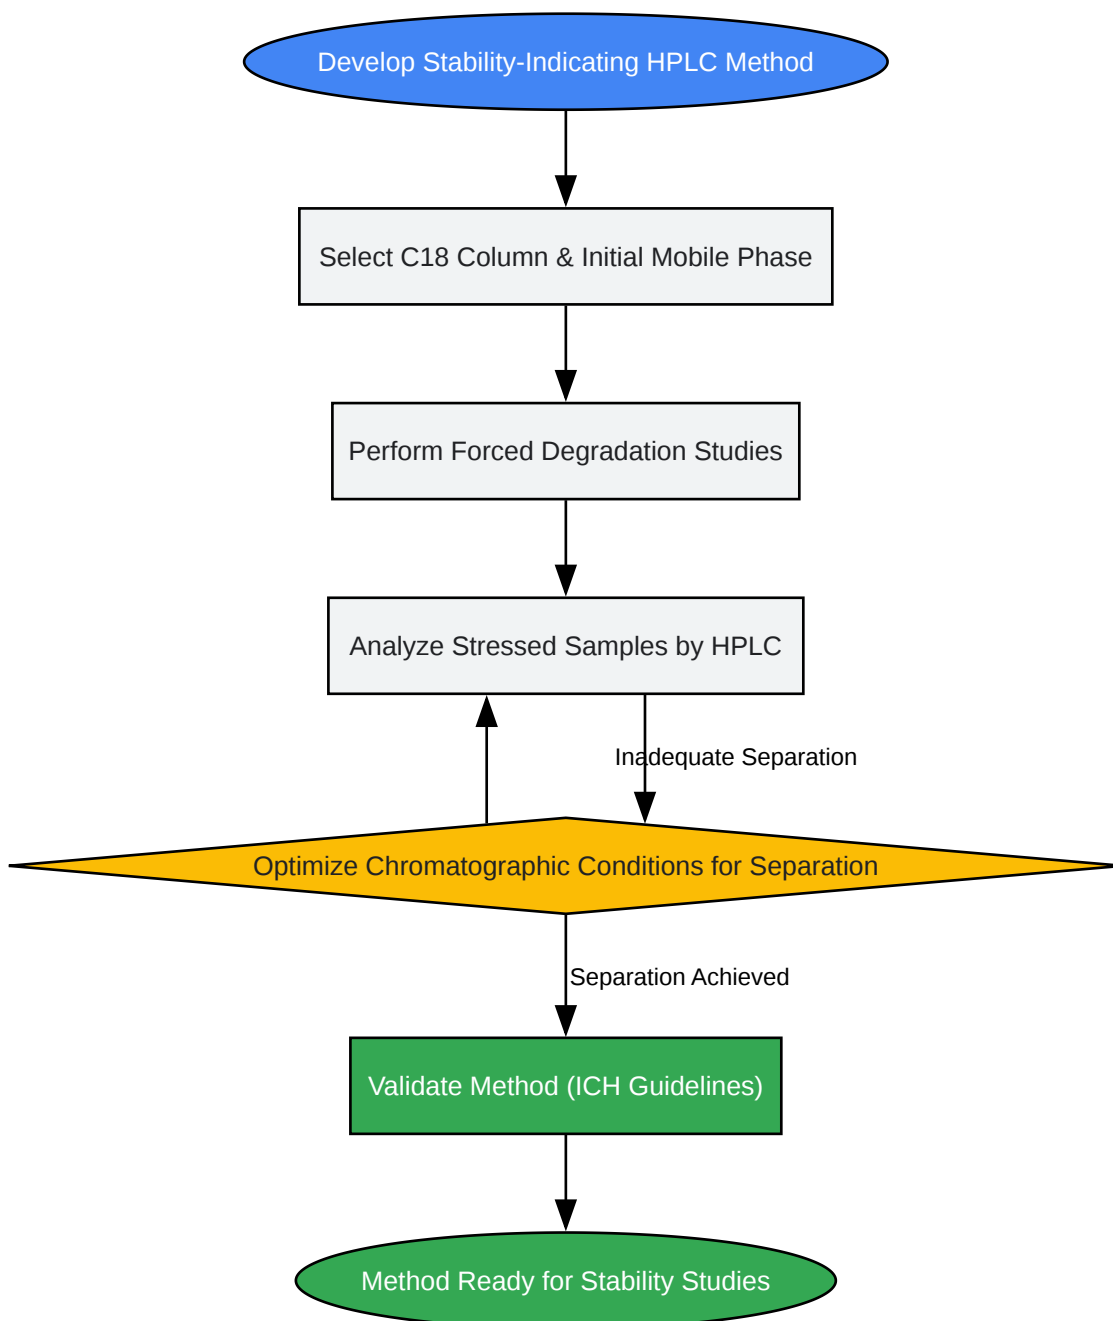 Develop Stability-Indicating HPLC Method
Select C18 Column & Initial Mobile Phase
Perform Forced Degradation Studies
Analyze Stressed Samples by HPLC
Inadequate Separation
Optimize Chromatographic Conditions for Separation
Separation Achieved
Validate Method (ICH Guidelines)
Method Ready for Stability Studies